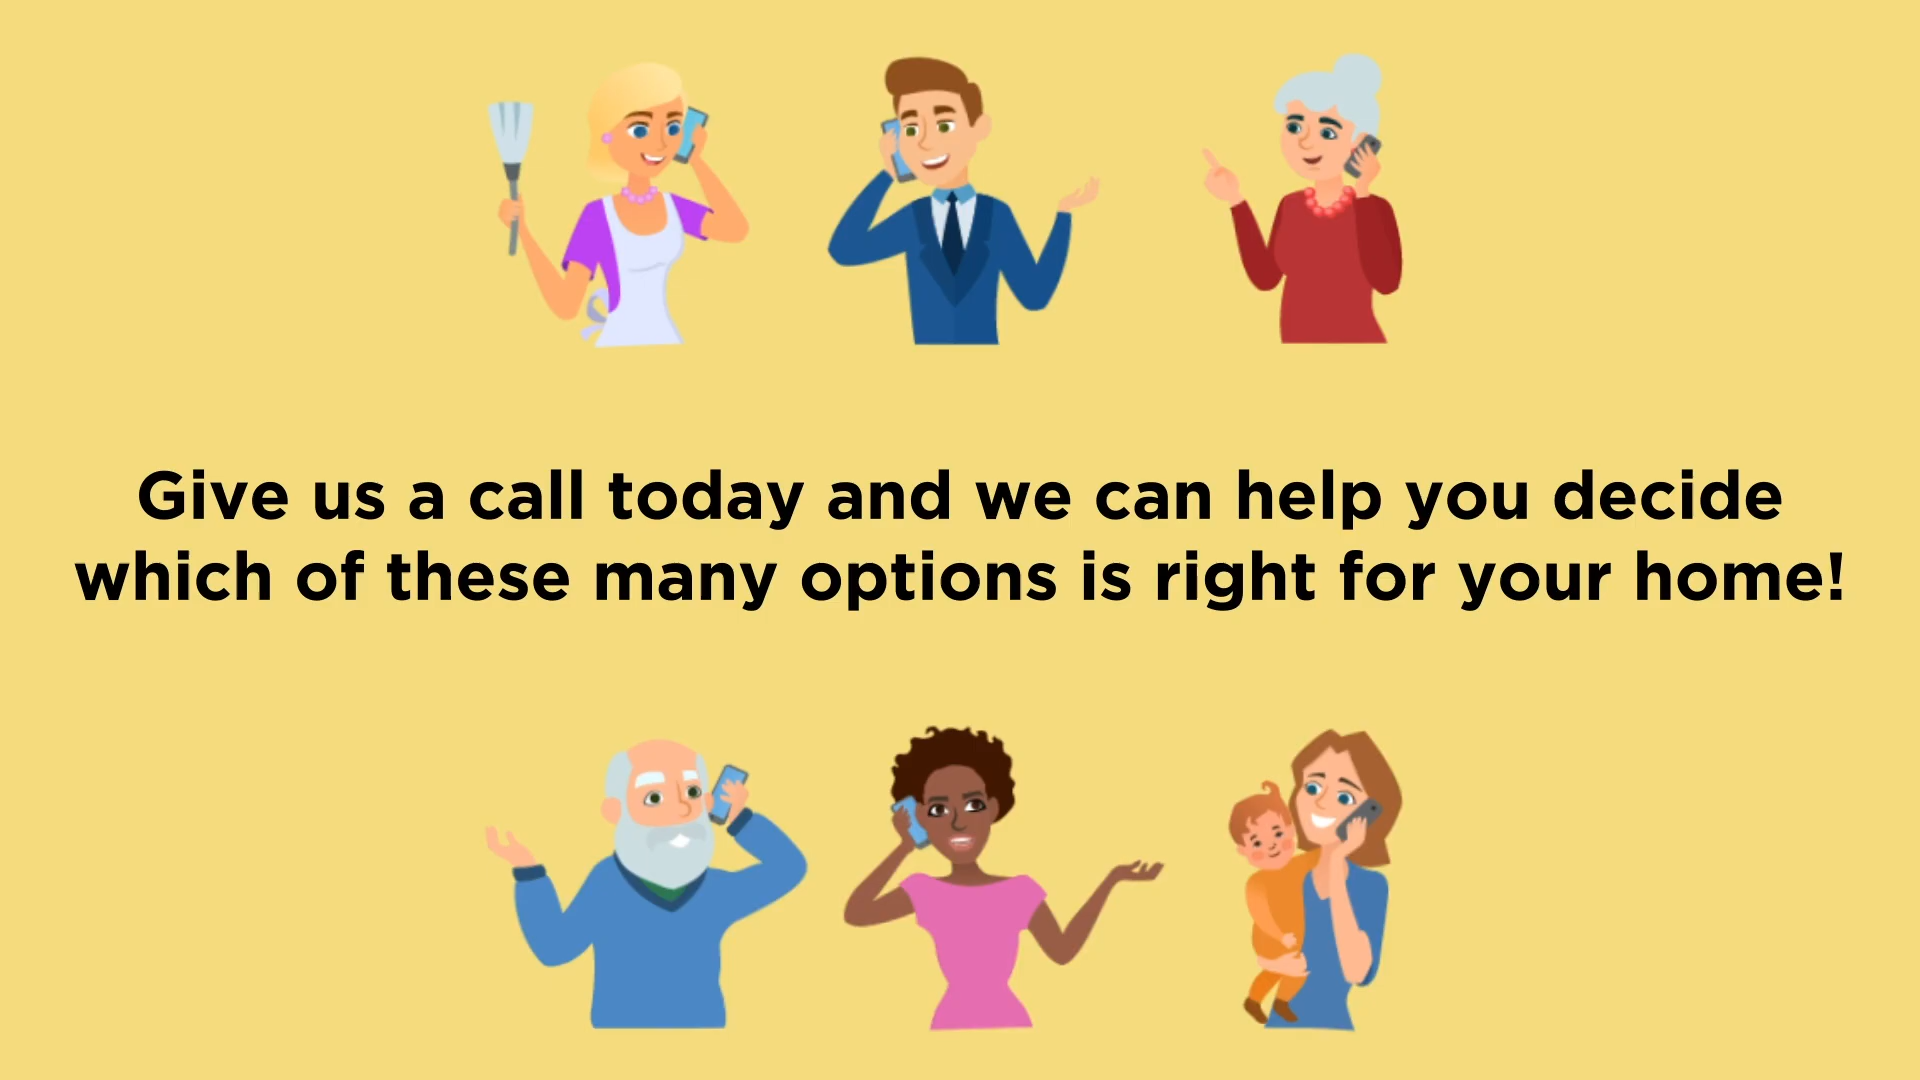 Give us a call today and we can help you decide
which of these many options is right for your home!